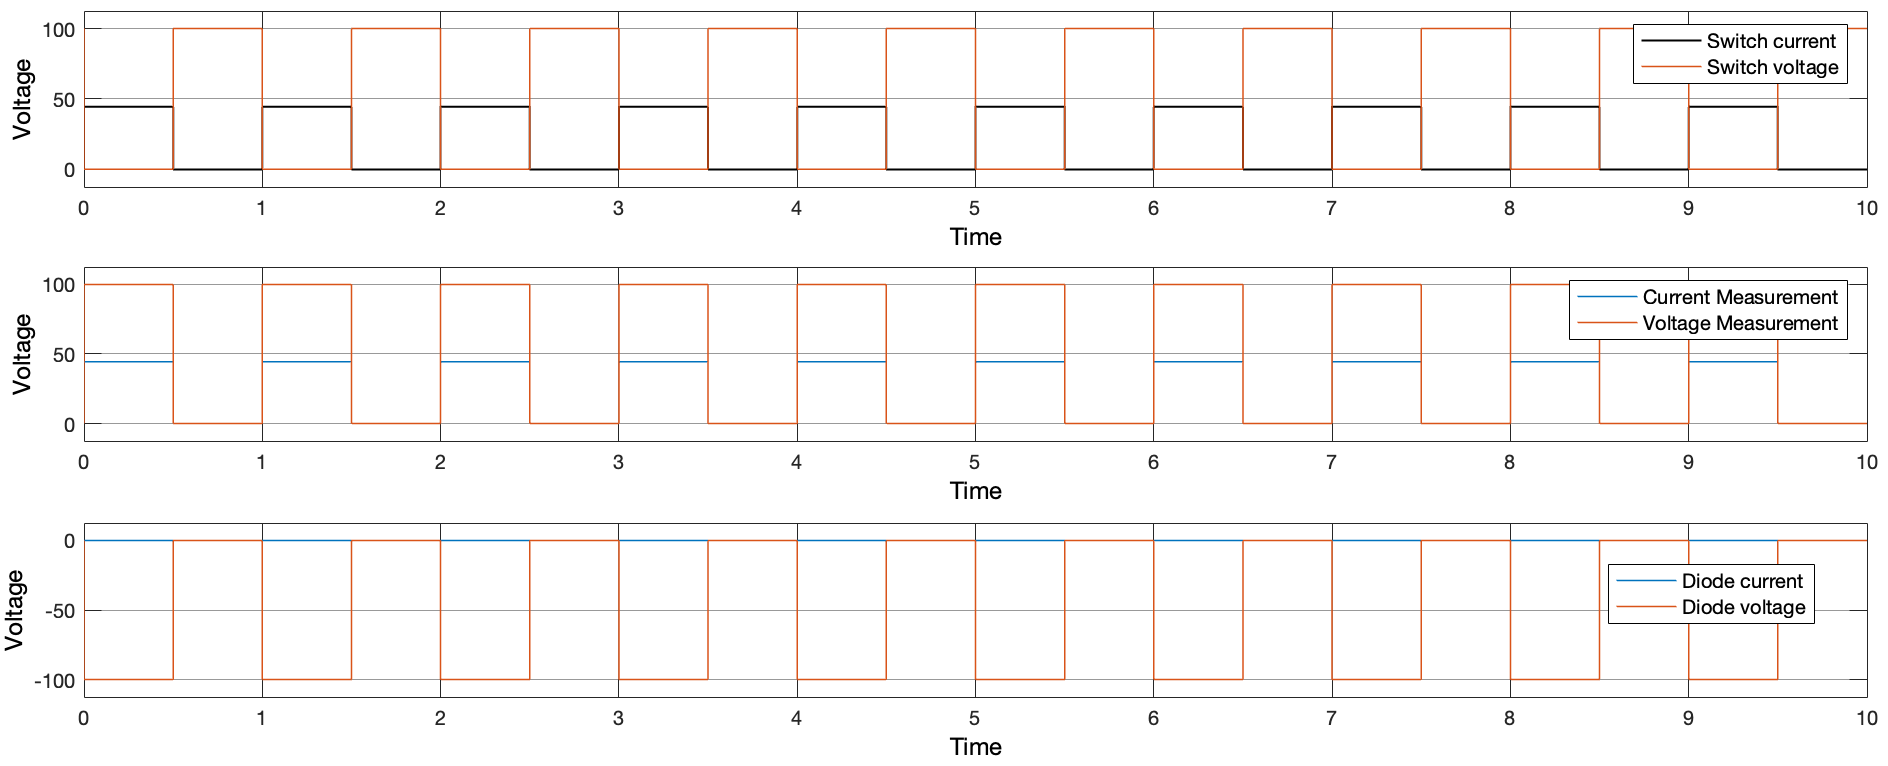 100
50
0
Voltage
Switch current
Switch voltage
0 1 2 3 4 5 6 7 8 9 10
Time
100
50
0
Voltage
Current Measurement
Voltage Measurement
0 1 2 3 4 5 6 7 8 9 10
Time
0
-50
-100
Voltage
Diode current
Diode voltage
0 1 2 3 4 5 6 7 8 9 10
Time